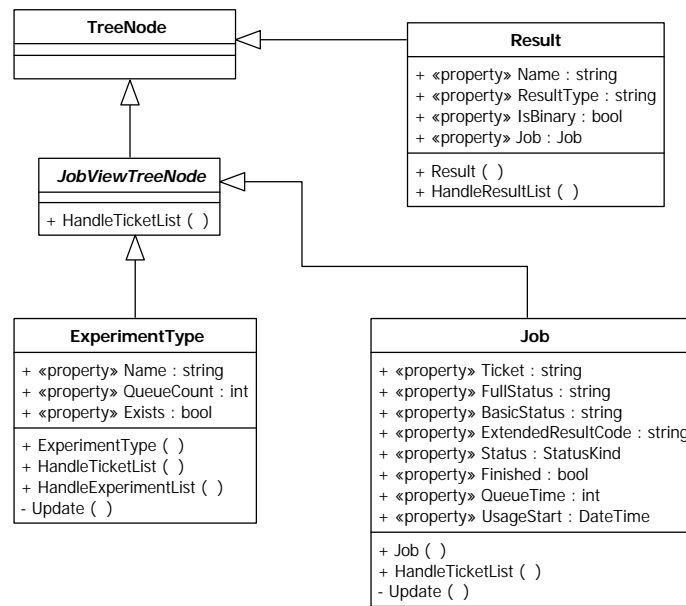 TreeNode
Result
+ «property» Name : string
+ «property» ResultType : string
+ «property» IsBinary : bool
+ «property» Job : Job
+ Result ( )
+ HandleResultList ( )
JobViewTreeNode
+ HandleTicketList ( )
ExperimentType
+ «property» Name : string
+ «property» QueueCount : int
+ «property» Exists : bool
+ ExperimentType ( )
+ HandleTicketList ( )
+ HandleExperimentList ( )
- Update ( )
Job
+ «property» Ticket : string
+ «property» FullStatus : string
+ «property» BasicStatus : string
+ «property» ExtendedResultCode : string
+ «property» Status : StatusKind
+ «property» Finished : bool
+ «property» QueueTime : int
+ «property» UsageStart : DateTime
+ Job ( )
+ HandleTicketList ( )
- Update ( )